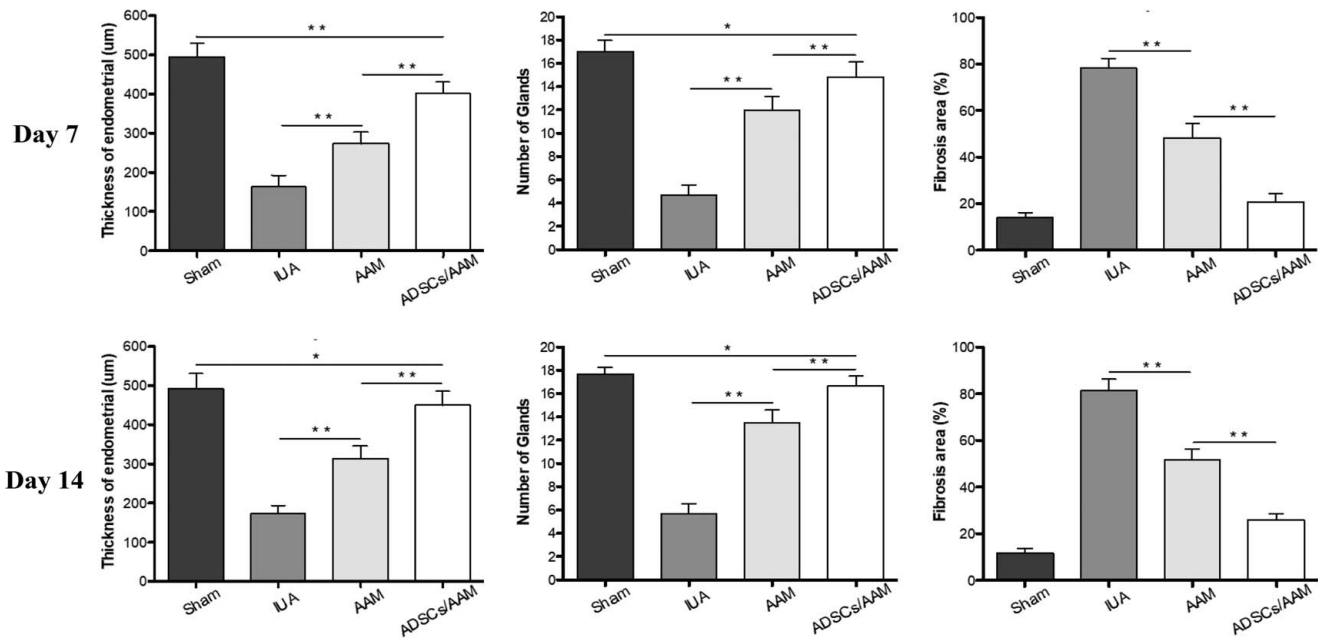 Day 7
Thickness of endometrial (um)
600
500
400
300
200
100
0
* *
* *
* *
Sham
IUA
AAM
ADSCs/AAM
Number of Glands
20
18
16
14
12
10
8
6
4
2
0
*
* *
* *
Sham
IUA
AAM
ADSCs/AAM
Fibrosis area (%)
100
80
60
40
20
0
* *
* *
Sham
IUA
AAM
ADSCs/AAM
Day 14
Thickness of endometrial (um)
600
500
400
300
200
100
0
*
* *
* *
Sham
IUA
AAM
ADSCs/AAM
Number of Glands
20
18
16
14
12
10
8
6
4
2
0
*
* *
* *
Sham
IUA
AAM
ADSCs/AAM
Fibrosis area (%)
100
80
60
40
20
0
* *
* *
Sham
IUA
AAM
ADSCs/AAM